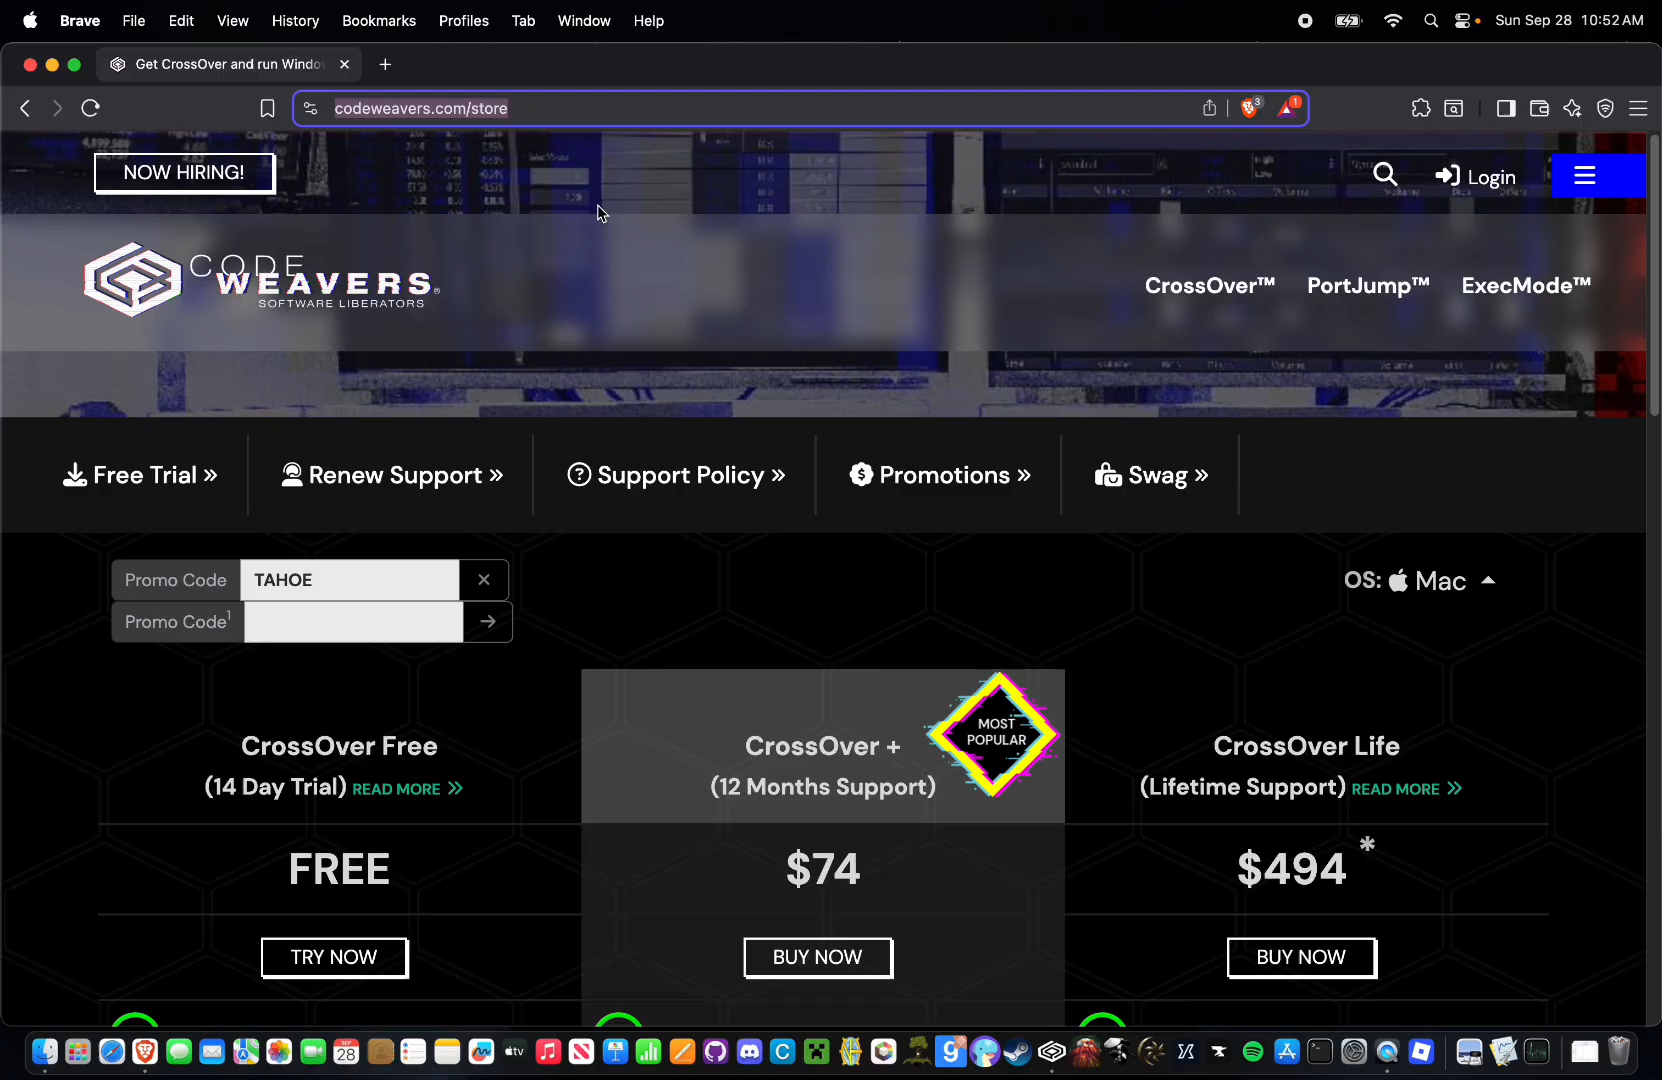 Brave File Edit View History Bookmarks Profiles Tab Window Help Sun Sep 28 10:52 AM
Get CrossOver and run Windo
codeweavers.com/store 3 1
NOW HIRING!
Login
CODE
WEAVERS®
SOFTWARE LIBERATORS
CrossOver™ PortJump™ ExecMode™
Free Trial » Renew Support » Support Policy » Promotions » Swag »
Promo Code TAHOE ×
OS: Mac
Promo Code¹ →
MOST
POPULAR
CrossOver Free CrossOver + CrossOver Life
(14 Day Trial) READ MORE » (12 Months Support) (Lifetime Support) READ MORE »
FREE $74 $494*
TRY NOW BUY NOW BUY NOW